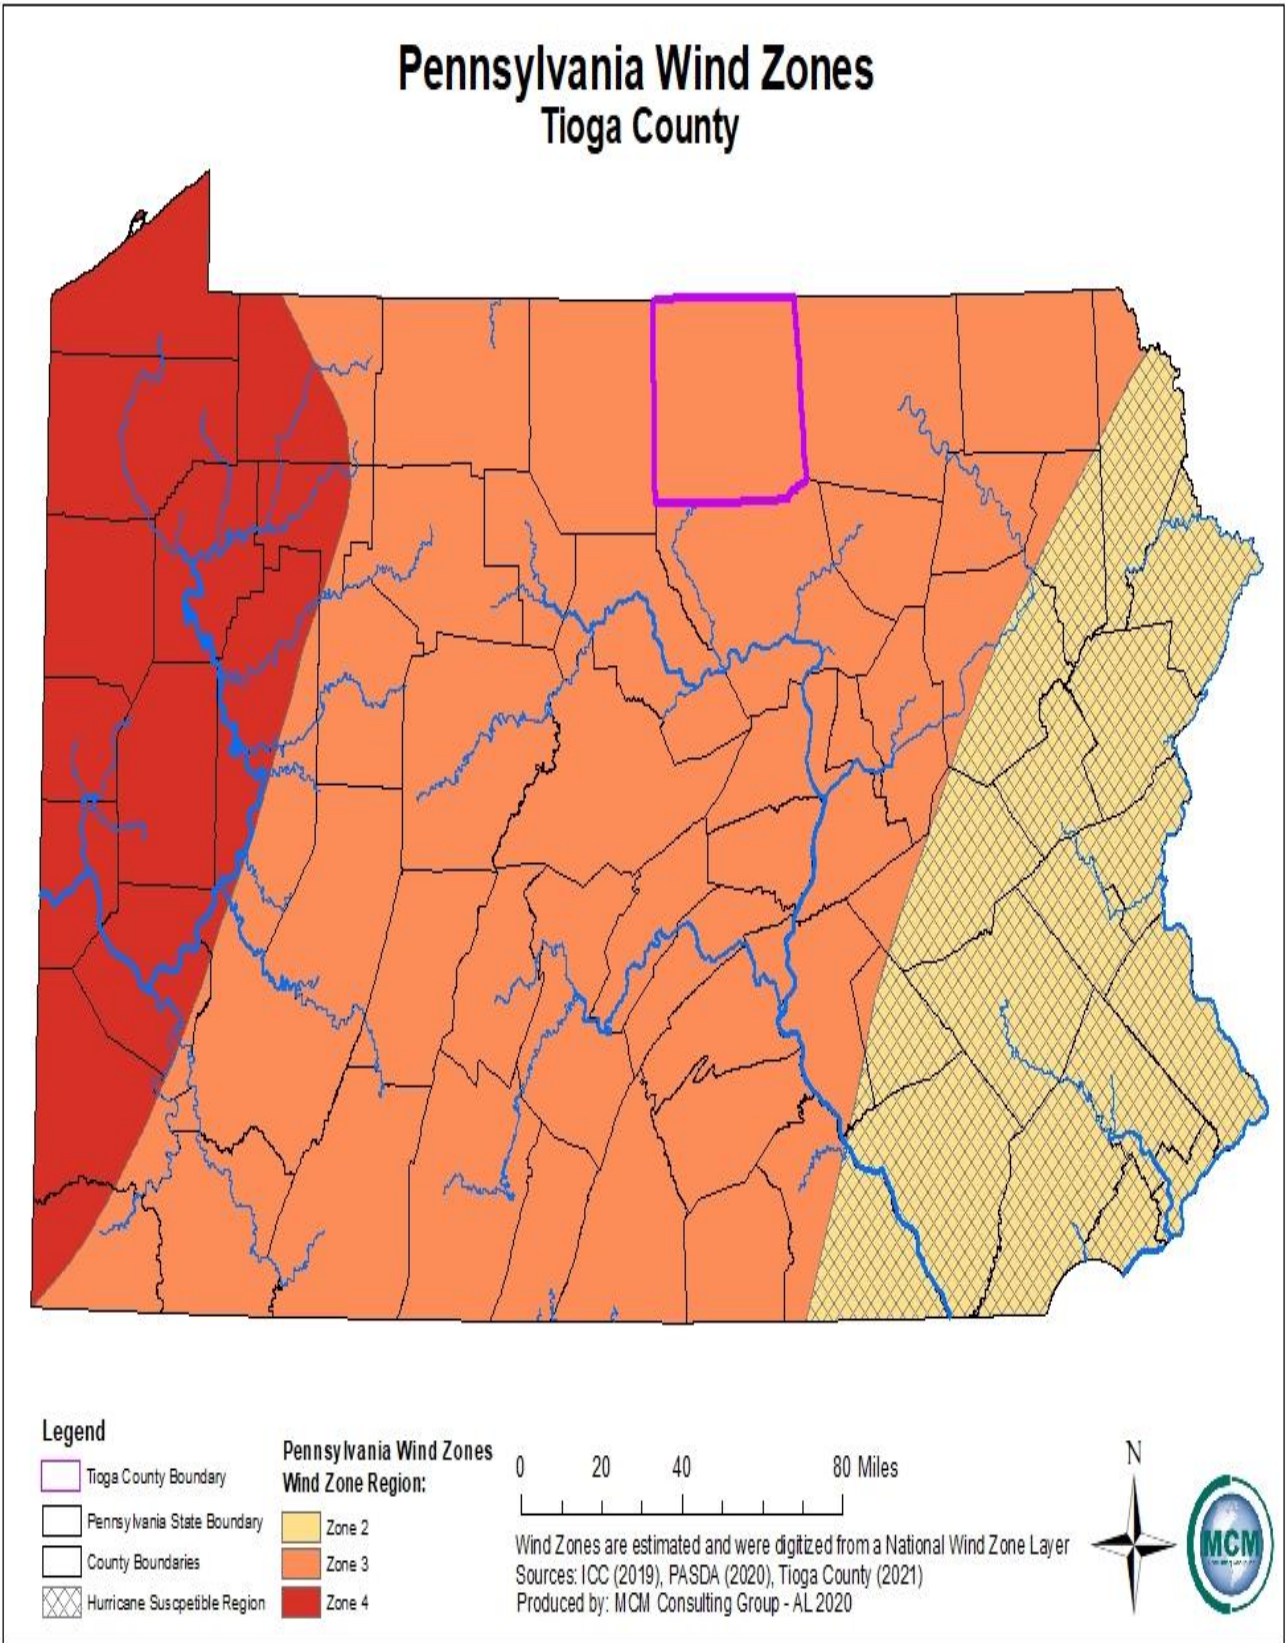 Pennsylvania Wind Zones
Tioga County
Legend
Tioga County Boundary
Pennsylvania State Boundary
County Boundaries
Hurricane Suscpetible Region
Pennsylvania Wind Zones
Wind Zone Region:
Zone 2
Zone 3
Zone 4
0 20 40 80 Miles
Wind Zones are estimated and were digitized from a National Wind Zone Layer
Sources: ICC (2019), PASDA (2020), Tioga County (2021)
Produced by: MCM Consulting Group - AL 2020
N
MCM